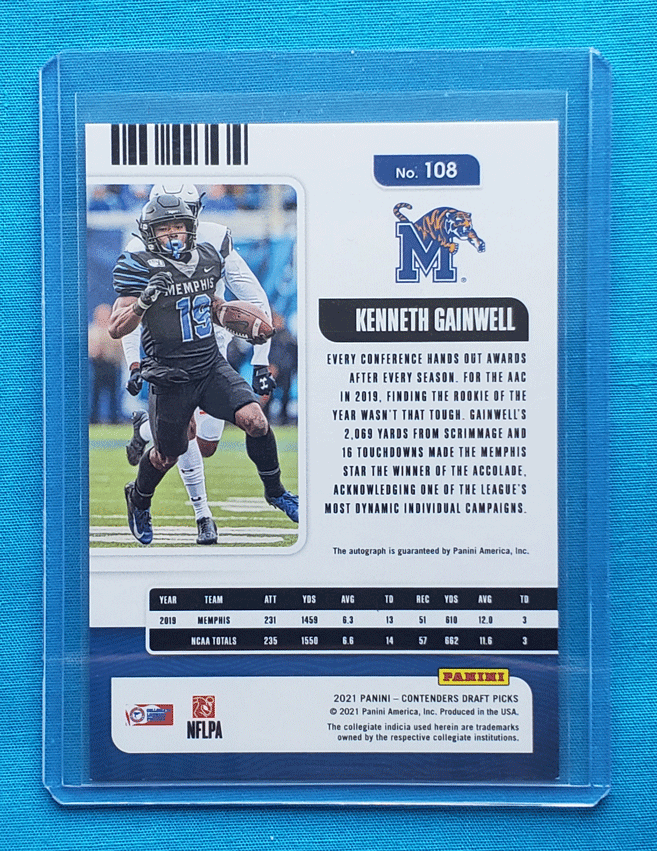 No. 108
M
®
MEMPHIS
19
KENNETH GAINWELL
EVERY CONFERENCE HANDS OUT AWARDS
AFTER EVERY SEASON. FOR THE AAC
IN 2019, FINDING THE ROOKIE OF THE
YEAR WASN'T THAT TOUGH. GAINWELL'S
2,069 YARDS FROM SCRIMMAGE AND
16 TOUCHDOWNS MADE THE MEMPHIS
STAR THE WINNER OF THE ACCOLADE,
ACKNOWLEDGING ONE OF THE LEAGUE'S
MOST DYNAMIC INDIVIDUAL CAMPAIGNS.
The autograph is guaranteed by Panini America, Inc.
YEAR TEAM ATT YDS AVG TD REC YDS AVG TD
2019 MEMPHIS 231 1459 6.3 13 51 610 12.0 3
NCAA TOTALS 235 1550 6.6 14 57 662 11.6 3
PANINI
2021 PANINI – CONTENDERS DRAFT PICKS
© 2021 Panini America, Inc. Produced in the USA.
The collegiate indicia used herein are trademarks
owned by the respective collegiate institutions.
NFLPA